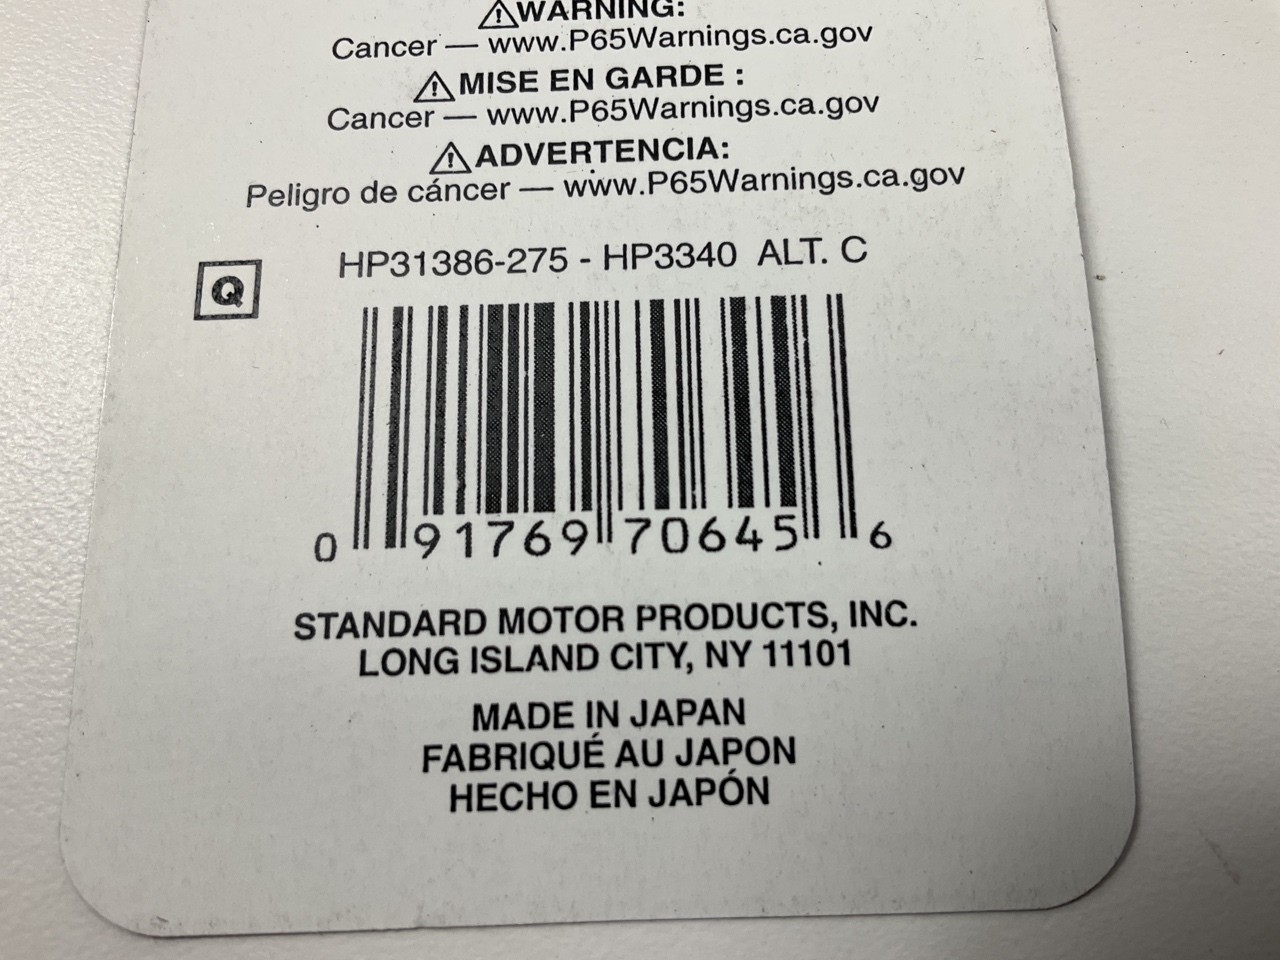 ⚠WARNING:
Cancer — www.P65Warnings.ca.gov
⚠MISE EN GARDE :
Cancer — www.P65Warnings.ca.gov
⚠ADVERTENCIA:
Peligro de cáncer — www.P65Warnings.ca.gov
HP31386-275 - HP3340 ALT. C
Q
0 91769 70645 6
STANDARD MOTOR PRODUCTS, INC.
LONG ISLAND CITY, NY 11101
MADE IN JAPAN
FABRIQUÉ AU JAPON
HECHO EN JAPÓN